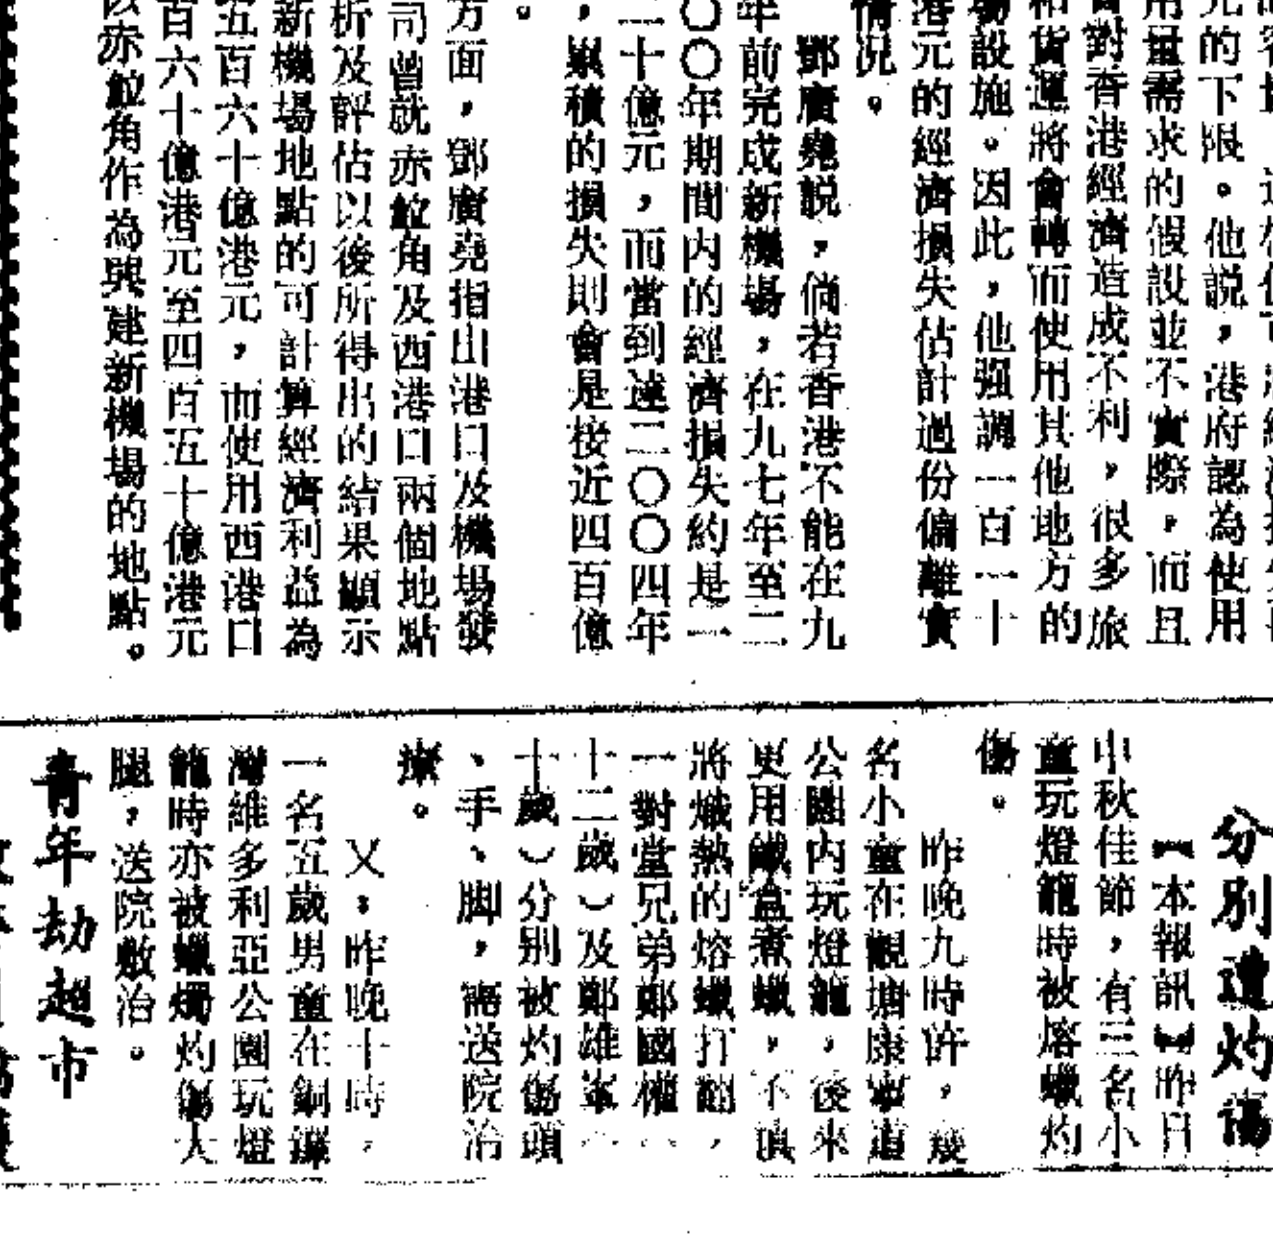 元的下限。他説，港府認為使用
用量需求的假設並不實際，而且
對香港經濟造成不利，很多旅
和貨運將會轉而使用其他地方的
場設施。因此，他强調一百一十
港元的經濟損失估計過份偏離實
情况。
鄧廣堯説，倘若香港不能在九
年前完成新機場，在九七年至二
〇〇年期間内的經濟損失約是一
二十億元，而當到達二〇〇四年
，累積的損失則會是接近四百億
。
方面，鄧廣堯指出港口及機場發
司曾就赤鱲角及西港口兩個地點
析及評估以後所得出的結果顯示
新機場地點的可計算經濟利益為
五百六十億港元，而使用西港口
百六十億港元至四百五十億港元
以赤鱲角作為興建新機場的地點。
分別遭灼傷
【本報訊】昨日
中秋佳節，有三名小
童玩燈籠時被熔蠟灼
傷。
昨晚九時許，幾
名小童在觀塘康寧道
公園内玩燈籠，後來
更用鐵盒煮蠟，不慎
將熾熱的熔蠟打翻，
一對堂兄弟鄭國權（
十二歲）及鄭雄峯（
十歲）分别被灼傷頭
、手、脚，需送院治
療。
又，昨晚十時，
一名五歲男童在銅鑼
灣維多利亞公園玩燈
籠時亦被蠟燭灼傷大
腿，送院敷治。
青年劫超市